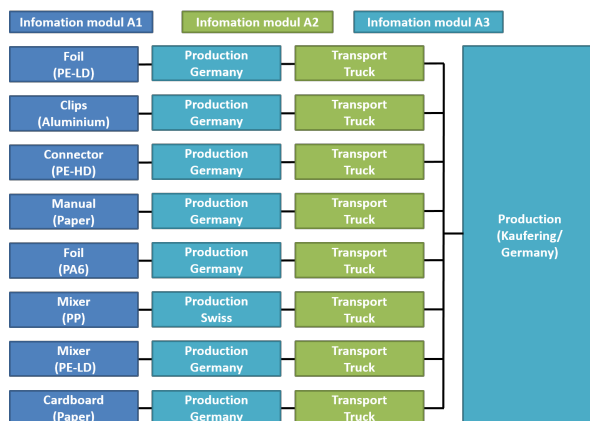 Infomation modul A1
Infomation modul A2
Infomation modul A3
Foil
(PE-LD)
Production
Germany
Transport
Truck
Clips
(Aluminium)
Production
Germany
Transport
Truck
Connector
(PE-HD)
Production
Germany
Transport
Truck
Manual
(Paper)
Production
Germany
Transport
Truck
Production
(Kaufering/
Germany)
Foil
(PA6)
Production
Germany
Transport
Truck
Mixer
(PP)
Production
Swiss
Transport
Truck
Mixer
(PE-LD)
Production
Germany
Transport
Truck
Cardboard
(Paper)
Production
Germany
Transport
Truck